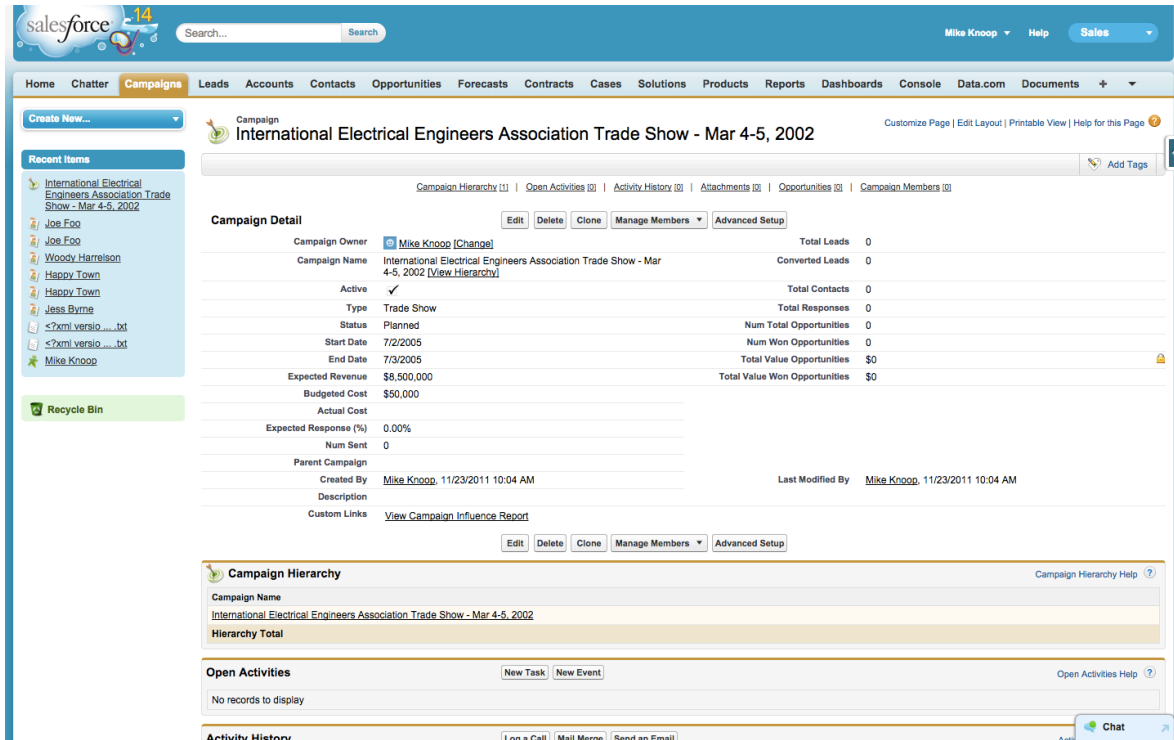 salesforce 14
Search... Search
Mike Knoop Help Sales
Home Chatter Campaigns Leads Accounts Contacts Opportunities Forecasts Contracts Cases Solutions Products Reports Dashboards Console Data.com Documents +
Create New...
Recent Items
International Electrical
Engineers Association Trade
Show - Mar 4-5, 2002
Joe Foo
Joe Foo
Woody Harrelson
Happy Town
Happy Town
Jess Byrne
<?xml versio ... .txt
<?xml versio ... .txt
Mike Knoop
Recycle Bin
Campaign
International Electrical Engineers Association Trade Show - Mar 4-5, 2002
Customize Page | Edit Layout | Printable View | Help for this Page ?
Add Tags
Campaign Hierarchy [1] | Open Activities [0] | Activity History [0] | Attachments [0] | Opportunities [0] | Campaign Members [0]
Campaign Detail Edit Delete Clone Manage Members Advanced Setup
Campaign Owner Mike Knoop [Change] Total Leads 0
Campaign Name International Electrical Engineers Association Trade Show - Mar Converted Leads 0
4-5, 2002 [View Hierarchy]
Active ✓ Total Contacts 0
Type Trade Show Total Responses 0
Status Planned Num Total Opportunities 0
Start Date 7/2/2005 Num Won Opportunities 0
End Date 7/3/2005 Total Value Opportunities $0
Expected Revenue $8,500,000 Total Value Won Opportunities $0
Budgeted Cost $50,000
Actual Cost
Expected Response (%) 0.00%
Num Sent 0
Parent Campaign
Created By Mike Knoop, 11/23/2011 10:04 AM Last Modified By Mike Knoop, 11/23/2011 10:04 AM
Description
Custom Links View Campaign Influence Report
Edit Delete Clone Manage Members Advanced Setup
Campaign Hierarchy Campaign Hierarchy Help ?
Campaign Name
International Electrical Engineers Association Trade Show - Mar 4-5, 2002
Hierarchy Total
Open Activities New Task New Event Open Activities Help ?
No records to display
Activity History Log a Call Mail Merge Send an Email
Chat